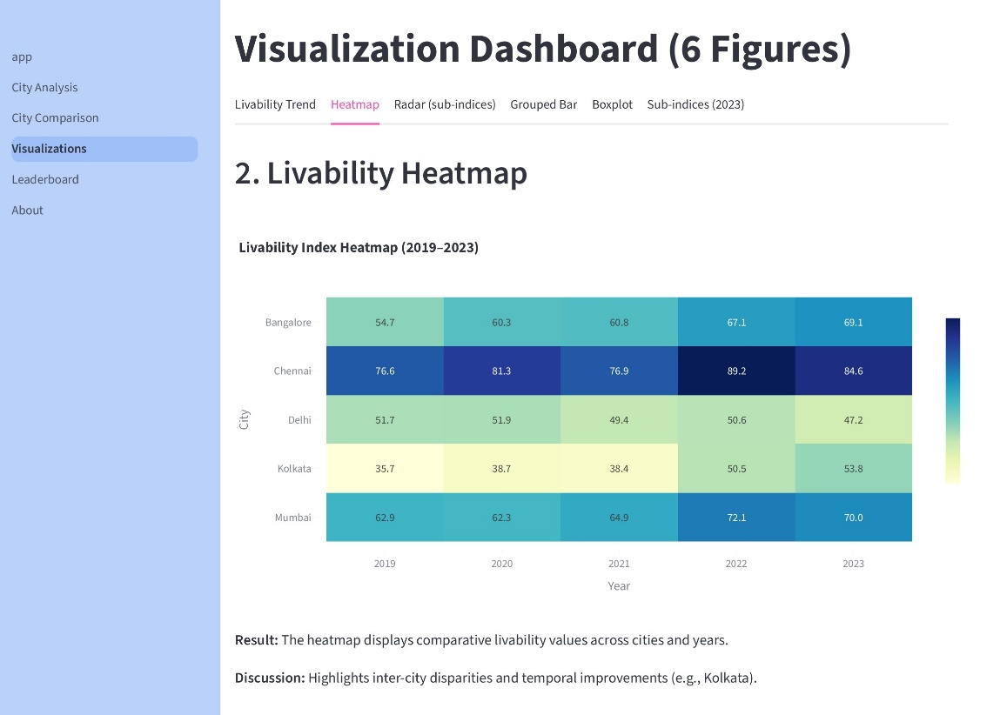 app
City Analysis
City Comparison
Visualizations
Leaderboard
About
Visualization Dashboard (6 Figures)
Livability Trend Heatmap Radar (sub-indices) Grouped Bar Boxplot Sub-indices (2023)
2. Livability Heatmap
Livability Index Heatmap (2019–2023)
City
Bangalore 54.7 60.3 60.8 67.1 69.1
Chennai 76.6 81.3 76.9 89.2 84.6
Delhi 51.7 51.9 49.4 50.6 47.2
Kolkata 35.7 38.7 38.4 50.5 53.8
Mumbai 62.9 62.3 64.9 72.1 70.0
2019 2020 2021 2022 2023
Year
Result: The heatmap displays comparative livability values across cities and years.
Discussion: Highlights inter-city disparities and temporal improvements (e.g., Kolkata).